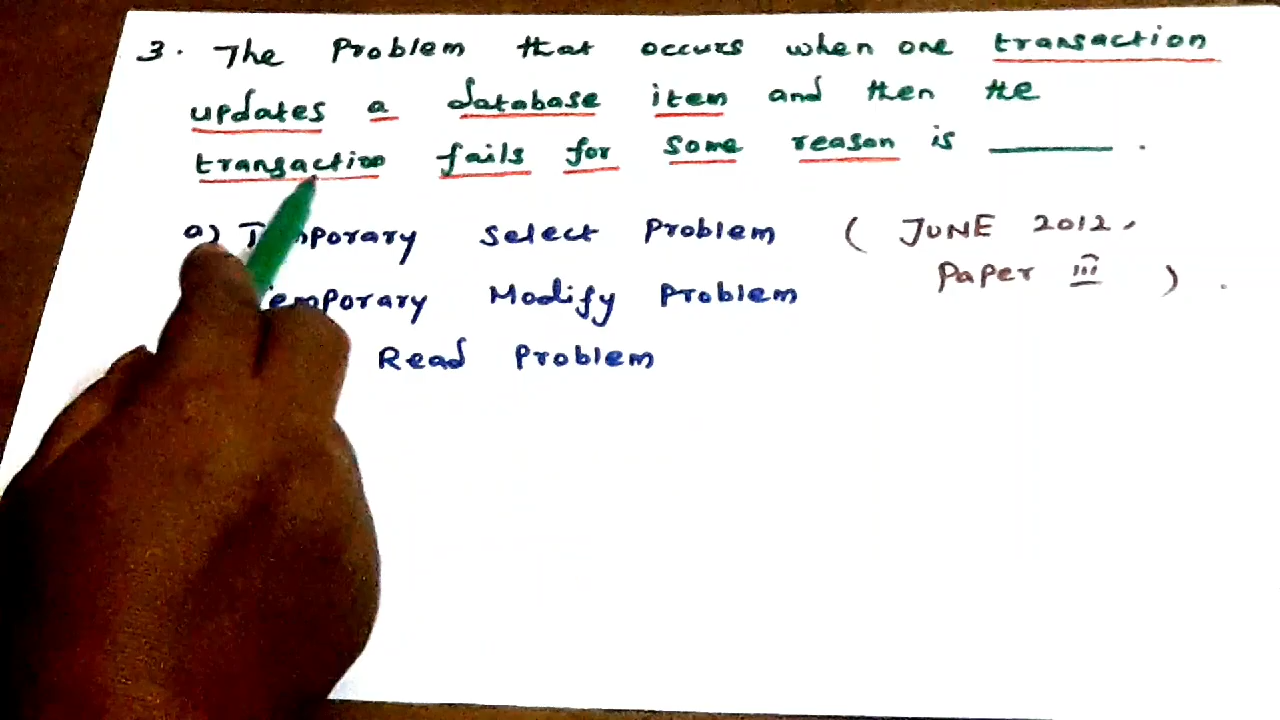 3. The Problem that occurs when one transaction
updates a database item and then the
transaction fails for some reason is ______ .
a) Temporary Select Problem ( JUNE 2012,
Temporary Modify Problem Paper III ) .
Read Problem